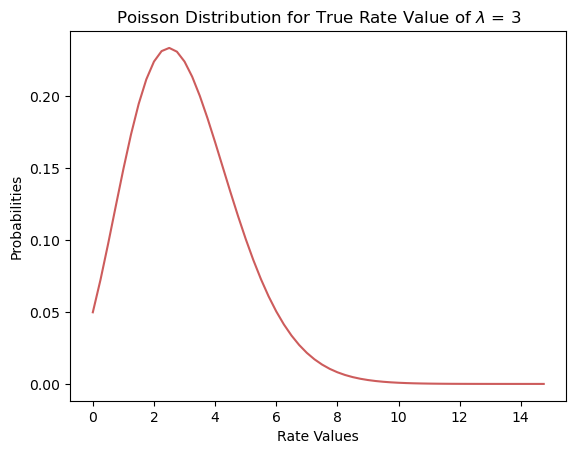 Poisson Distribution for True Rate Value of λ = 3
Probabilities
0.20
0.15
0.10
0.05
0.00
0 2 4 6 8 10 12 14
Rate Values